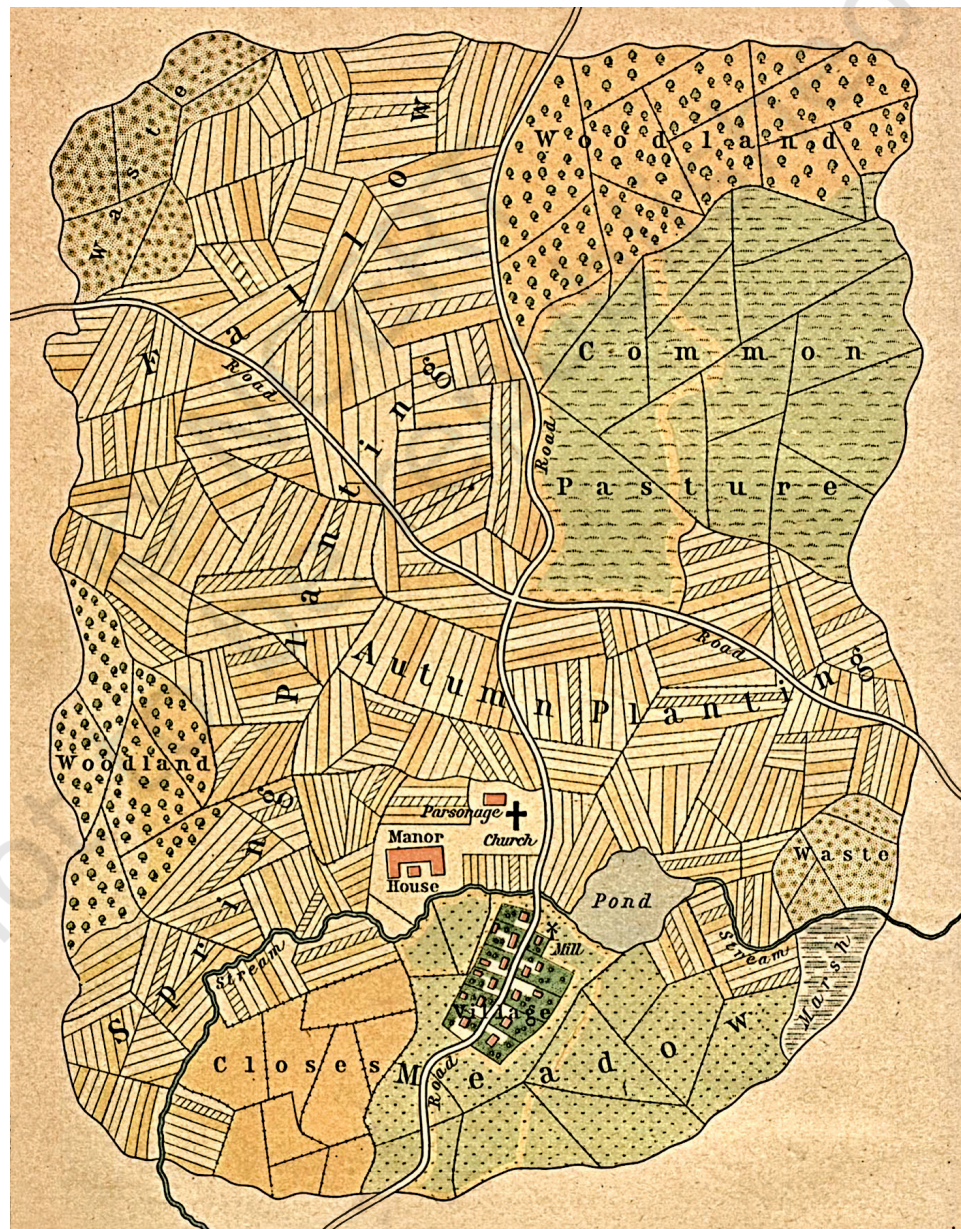 Waste
Woodland
Fallow
Common
Road
Road
Pasture
Spring Planting
Autumn Planting
Road
Woodland
Parsonage
Church
Manor
House
Waste
Pond
Mill
Stream
Stream
Marsh
Village
Closes
Meadow
Road